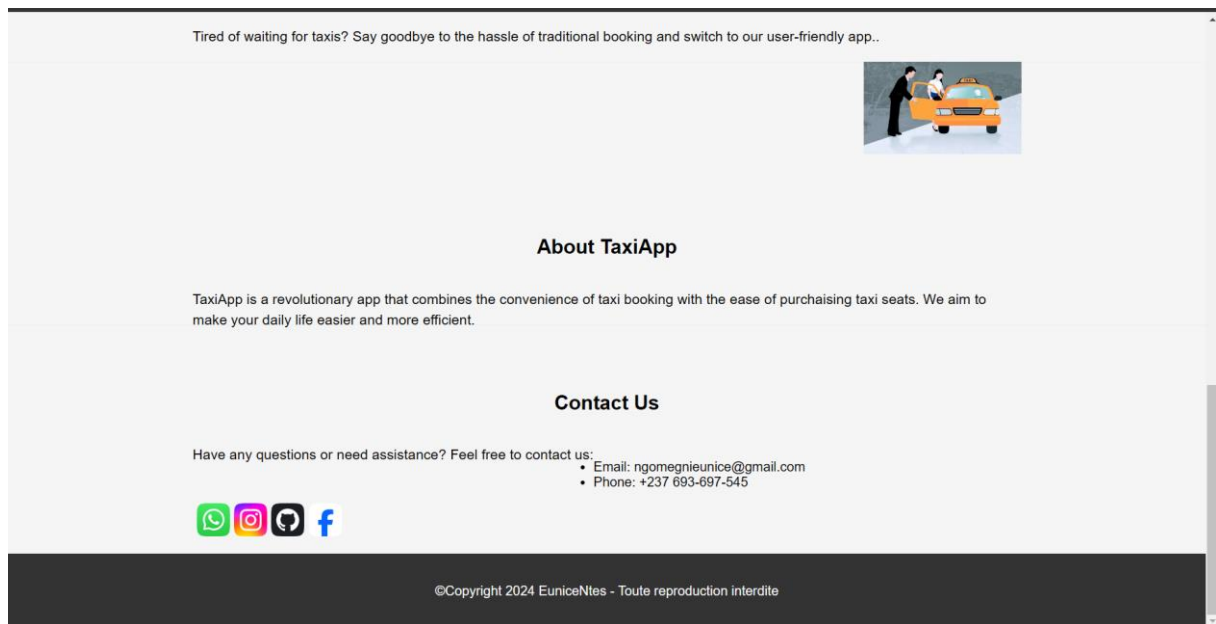 Tired of waiting for taxis? Say goodbye to the hassle of traditional booking and switch to our user-friendly app..
TAXI
About TaxiApp
TaxiApp is a revolutionary app that combines the convenience of taxi booking with the ease of purchaising taxi seats. We aim to
make your daily life easier and more efficient.
Contact Us
Have any questions or need assistance? Feel free to contact us:
• Email: ngomegnieunice@gmail.com
• Phone: +237 693-697-545
©Copyright 2024 EuniceNtes - Toute reproduction interdite